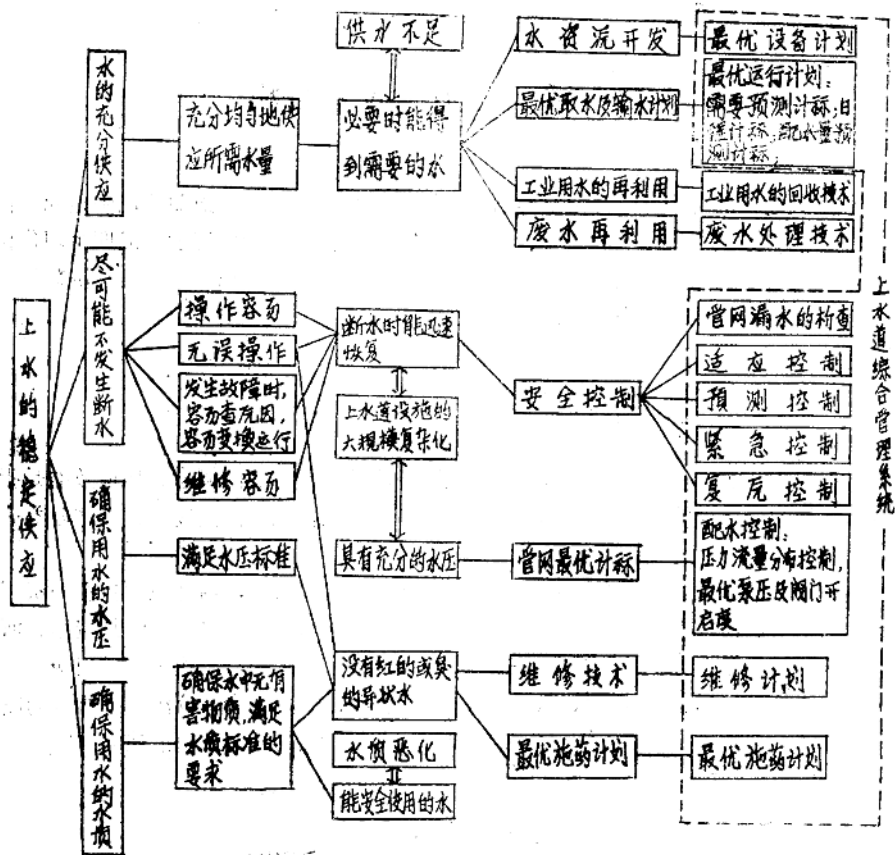 上水的稳定供应
水的充分供应
尽可能不发生断水
确保用水的水压
确保用水的水质
充分均匀地供
应所需水量
操作容易
无误操作
发生故障时,
容易查原因,
容易变换运行
维修容易
满足水压标准
确保水中无有
害物质,满足
水质标准的
要求
供水不足
必要时能得
到需要的水
断水时能迅速
恢复
上水道设施的
大规模复杂化
具有充分的水压
没有红的或臭
的异状水
水质恶化
能安全使用的水
水资源开发
最优取水及输水计划
工业用水的再利用
废水再利用
安全控制
管网最优计算
维修技术
最优施药计划
最优设备计划
最优运行计划:
需要预测计算,日
计算,配水量预
测计算,
工业用水的回收技术
废水处理技术
管网漏水的检查
适应控制
预测控制
紧急控制
复原控制
配水控制:
压力流量分布控制,
最优泵压及阀门开
启度
维修计划
最优施药计划
上水道综合管理系统